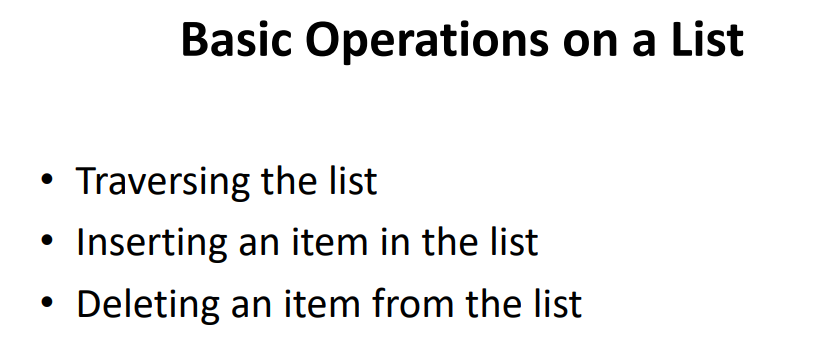 Basic Operations on a List
• Traversing the list
• Inserting an item in the list
• Deleting an item from the list